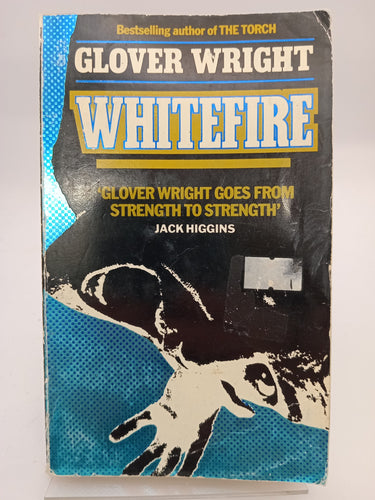 Bestselling author of THE TORCH
GLOVER WRIGHT
WHITEFIRE
'GLOVER WRIGHT GOES FROM
STRENGTH TO STRENGTH'
JACK HIGGINS